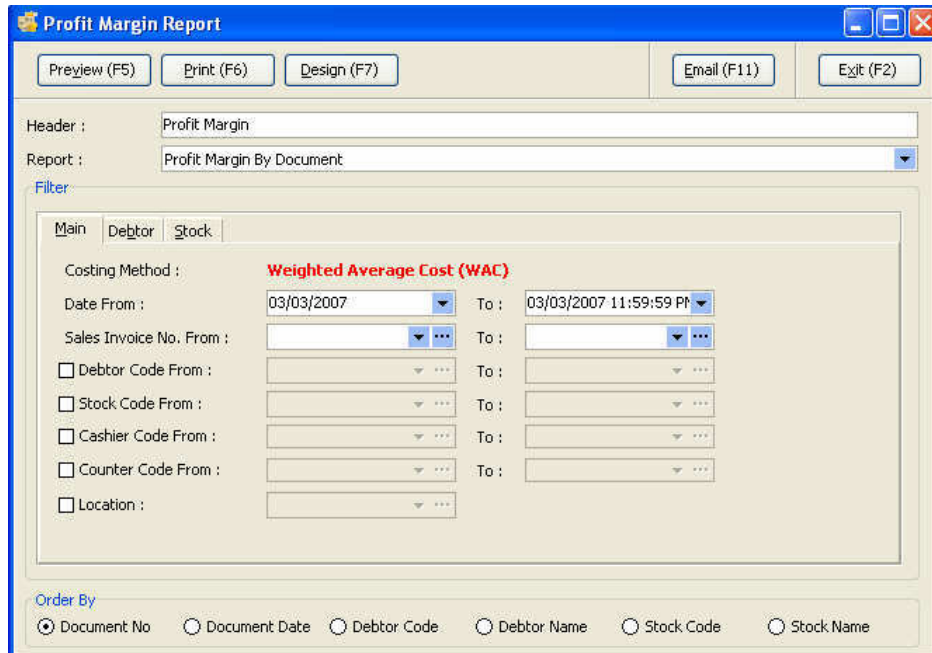 Profit Margin Report
Preview (F5) Print (F6) Design (F7) Email (F11) Exit (F2)
Header : Profit Margin
Report : Profit Margin By Document
Filter
Main Debtor Stock
Costing Method : Weighted Average Cost (WAC)
Date From : 03/03/2007 To : 03/03/2007 11:59:59 PM
Sales Invoice No. From : To :
Debtor Code From : To :
Stock Code From : To :
Cashier Code From : To :
Counter Code From : To :
Location :
Order By
Document No Document Date Debtor Code Debtor Name Stock Code Stock Name